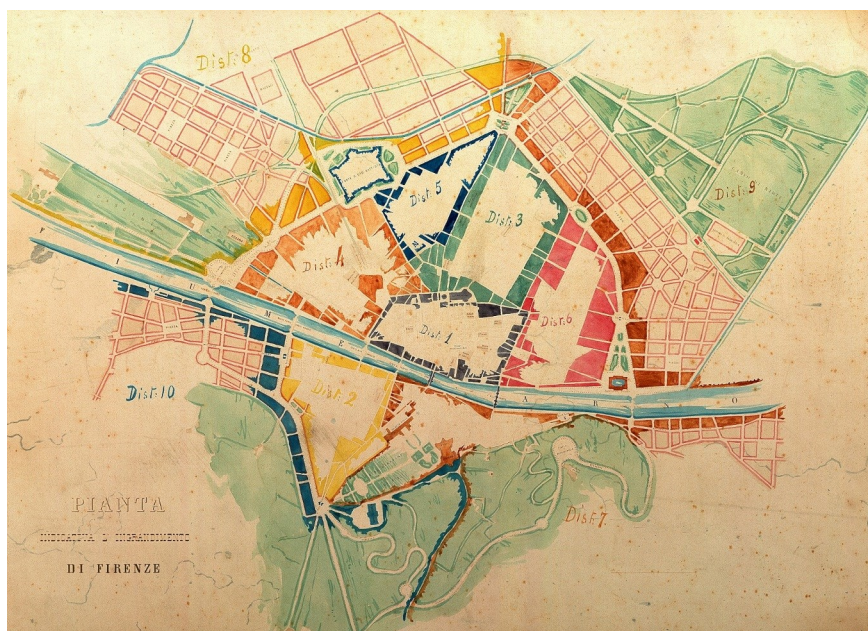 Dist: 8
Dist: 9
Dist: 5
Dist: 3
Dist: 4
Dist. 1
Dist: 6
Dist: 2
Dist: 10
Dist: 7.
FIUME ARNO
PIANTA
INDICATIVA L' INGRANDIMENTO
DI FIRENZE